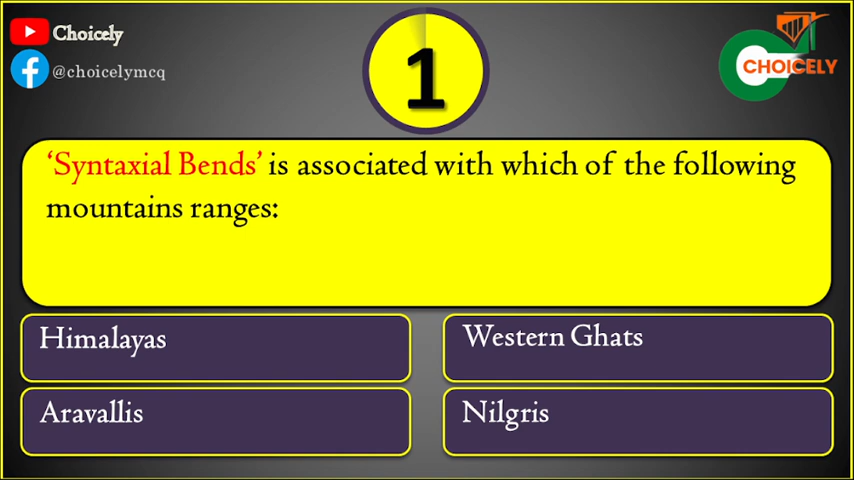 Choicely
@choicelymcq
1
CHOICELY
‘Syntaxial Bends’ is associated with which of the following
mountains ranges:
Himalayas
Western Ghats
Aravallis
Nilgris